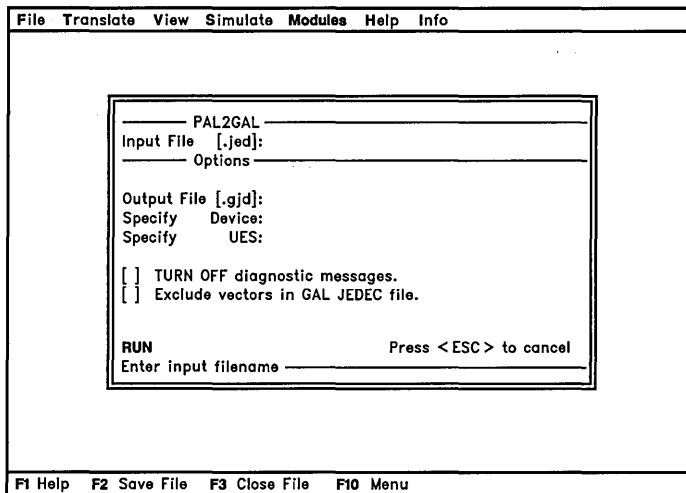 File Translate View Simulate Modules Help Info
PAL2GAL
Input File [.jed]:
Options
Output File [.gjd]:
Specify Device:
Specify UES:
[ ] TURN OFF diagnostic messages.
[ ] Exclude vectors in GAL JEDEC file.
RUN Press <ESC> to cancel
Enter input filename
F1 Help F2 Save File F3 Close File F10 Menu